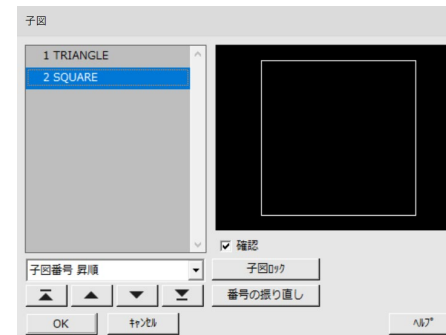 子図
1 TRIANGLE
2 SQUARE
確認
子図番号 昇順
子図ﾛｯｸ
番号の振り直し
OK
ｷｬﾝｾﾙ
ﾍﾙﾌﾟ